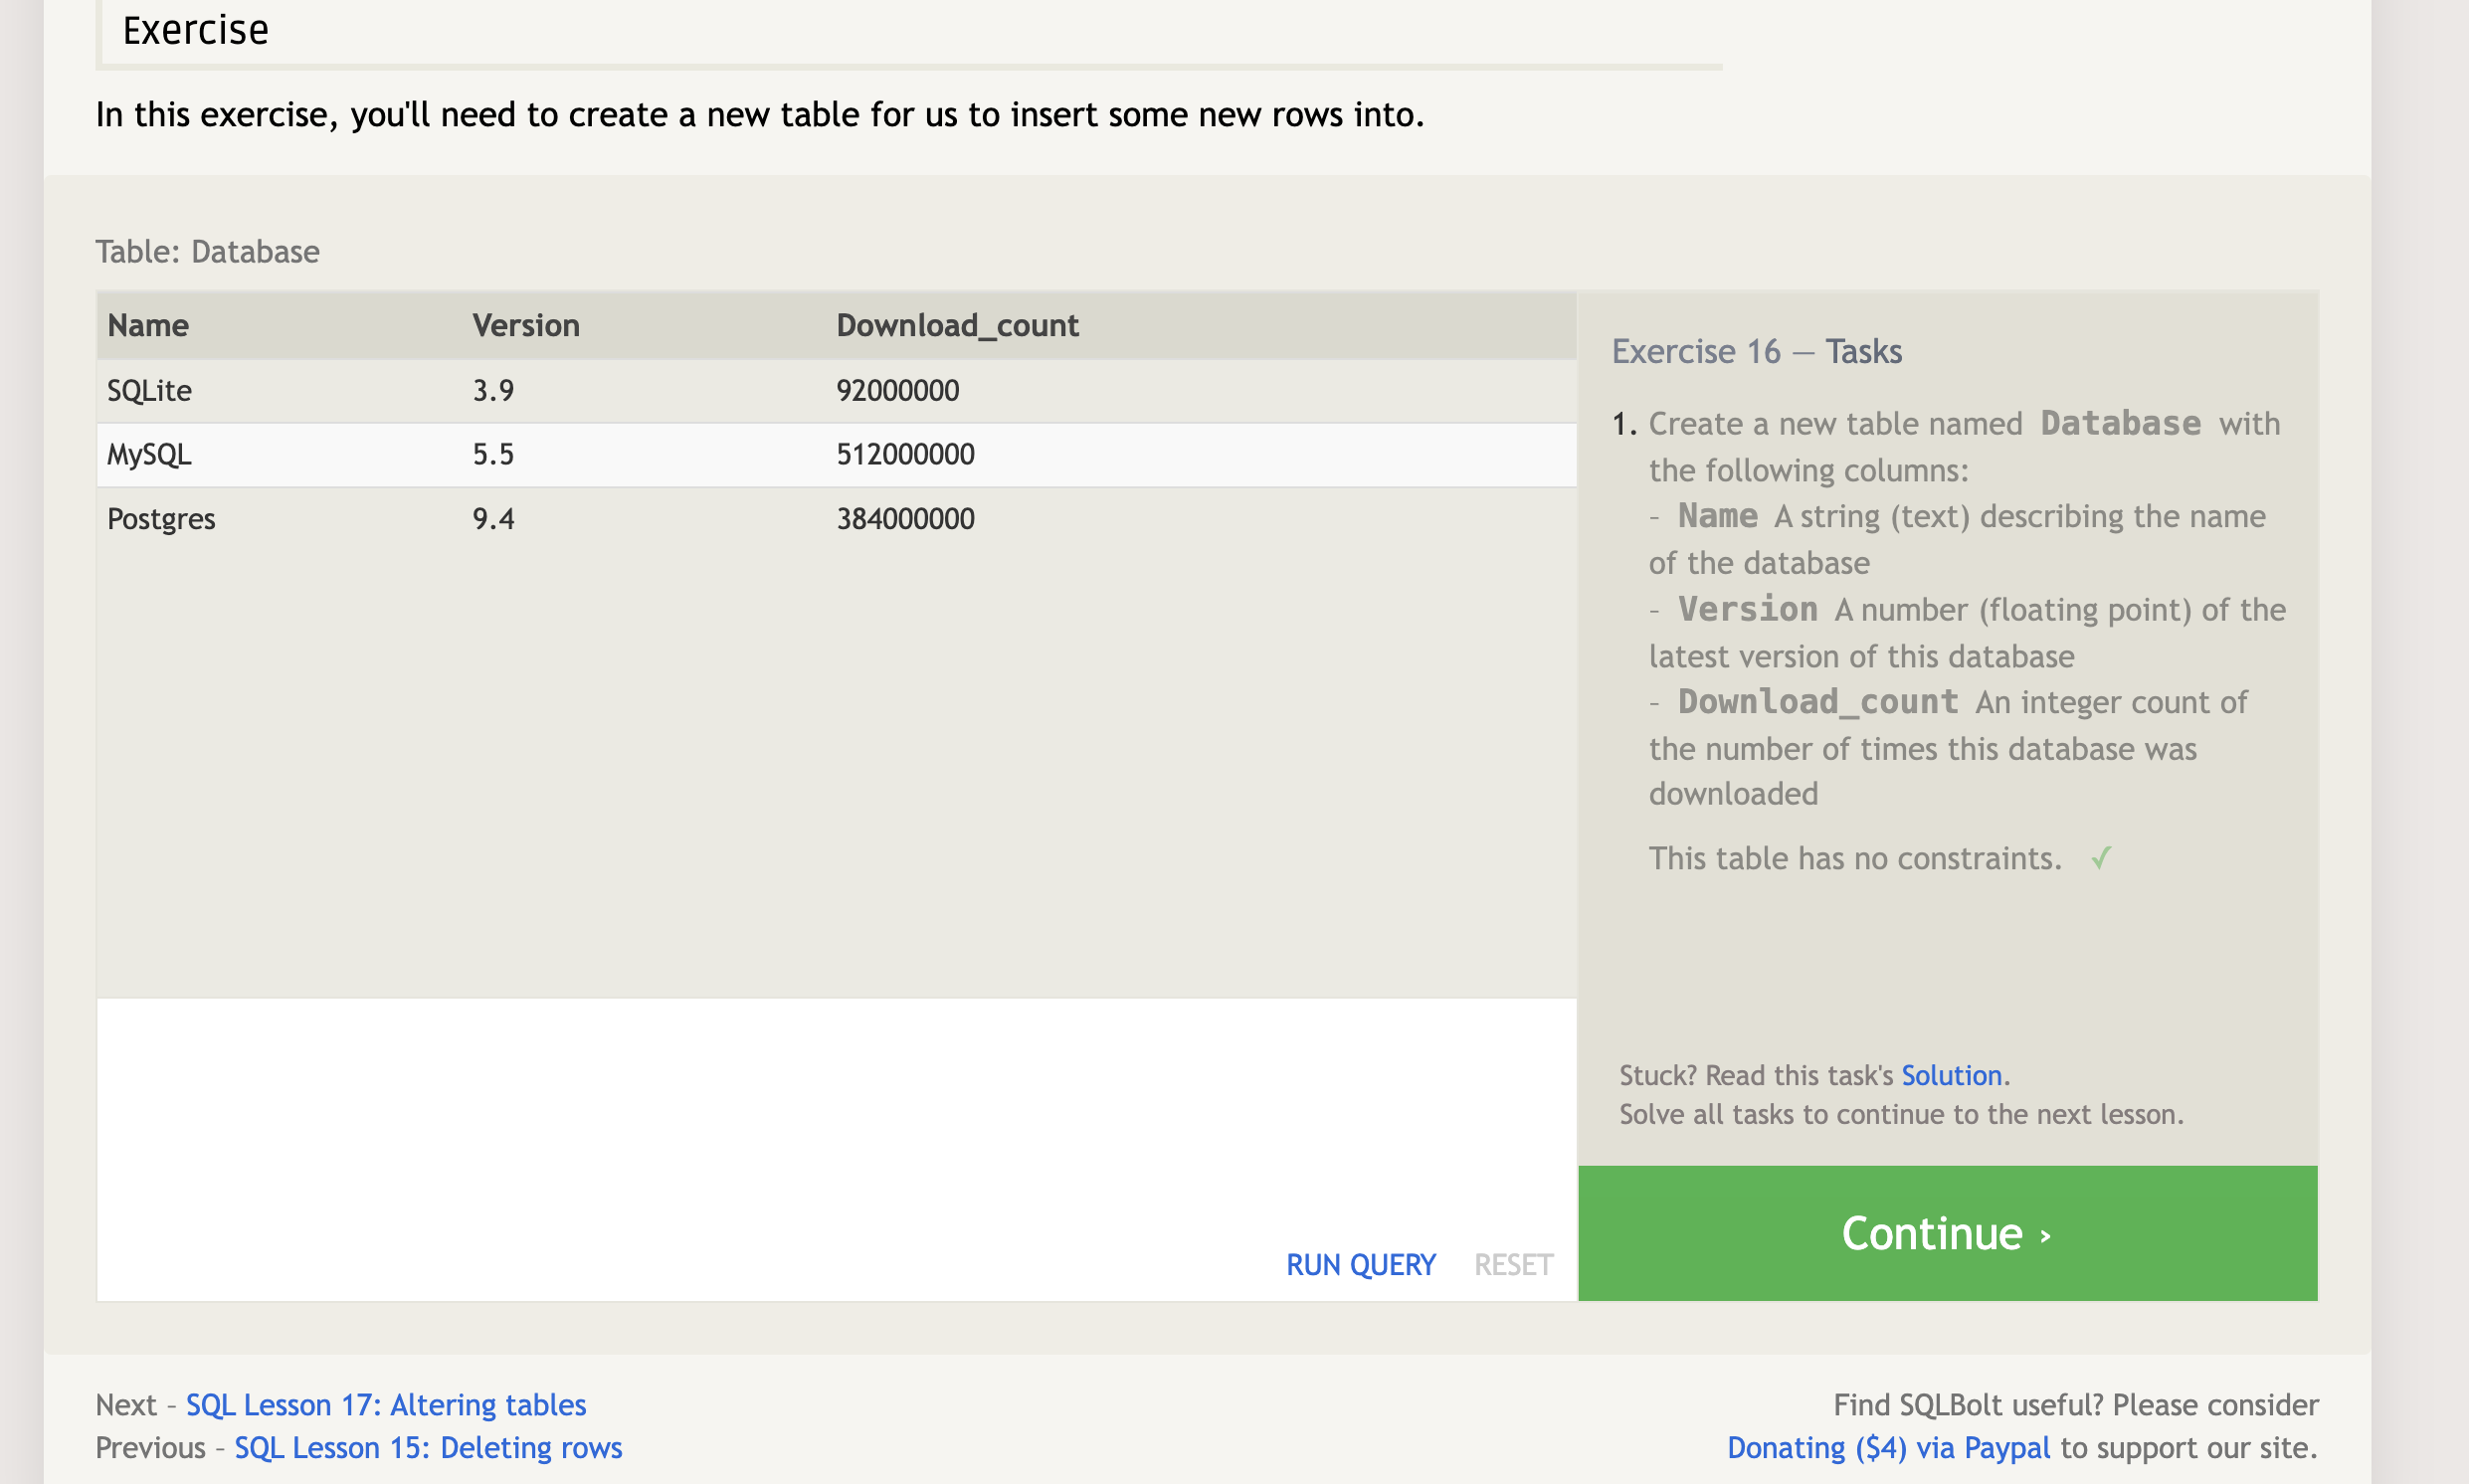 Exercise
In this exercise, you'll need to create a new table for us to insert some new rows into.
Table: Database
Name Version Download_count
SQLite 3.9 92000000
MySQL 5.5 512000000
Postgres 9.4 384000000
RUN QUERY RESET
Exercise 16 — Tasks
1. Create a new table named Database with
the following columns:
– Name A string (text) describing the name
of the database
– Version A number (floating point) of the
latest version of this database
– Download_count An integer count of
the number of times this database was
downloaded
This table has no constraints. ✓
Stuck? Read this task's Solution.
Solve all tasks to continue to the next lesson.
Continue ›
Next – SQL Lesson 17: Altering tables
Previous – SQL Lesson 15: Deleting rows
Find SQLBolt useful? Please consider
Donating ($4) via Paypal to support our site.